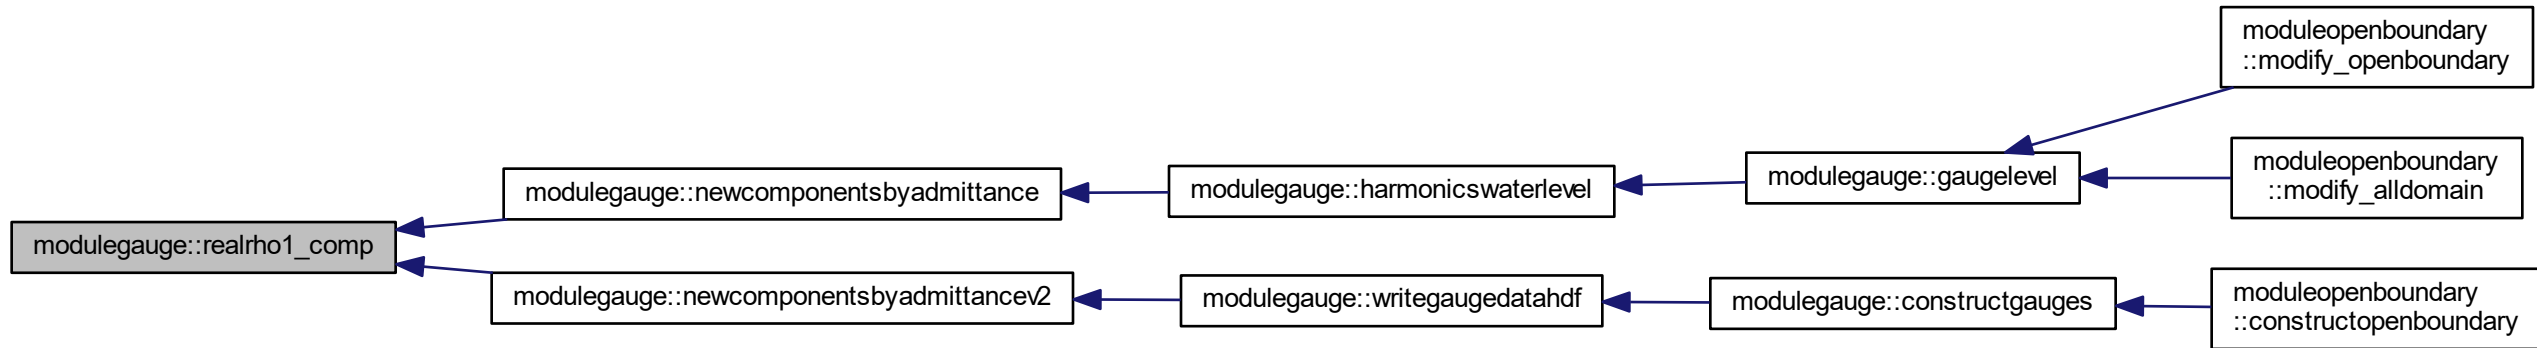 moduleopenboundary
::modify_openboundary
modulegauge::newcomponentsbyadmittance
modulegauge::harmonicswaterlevel
modulegauge::gaugelevel
moduleopenboundary
::modify_alldomain
modulegauge::realrho1_comp
modulegauge::newcomponentsbyadmittancev2
modulegauge::writegaugedatahdf
modulegauge::constructgauges
moduleopenboundary
::constructopenboundary